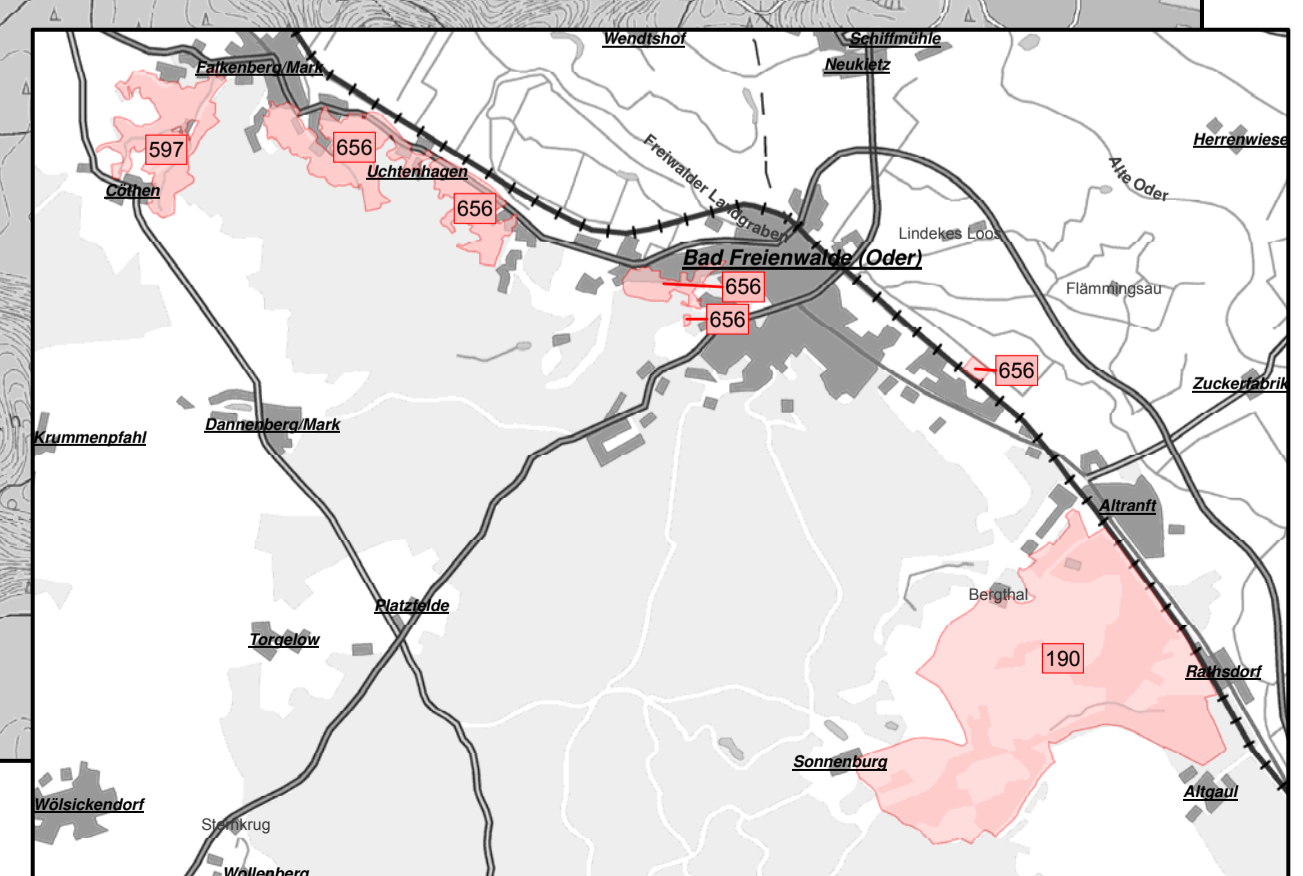 Wendtshof
Schiffmühle
Falkenberg/Mark
Neukietz
Herrenwiese
597
656
Uchtenhagen
Freiwalder Landgraben
Alte Oder
Cöthen
656
Lindekes Loos
Bad Freienwalde (Oder)
656
Flämmingsau
656
656
Zuckerfabrik
Dannenberg/Mark
Krummenpfahl
Altranft
Bergthal
Platzfelde
Torgelow
190
Rathsdorf
Sonnenburg
Altgaul
Wölsickendorf
Sternkrug
Wollenberg